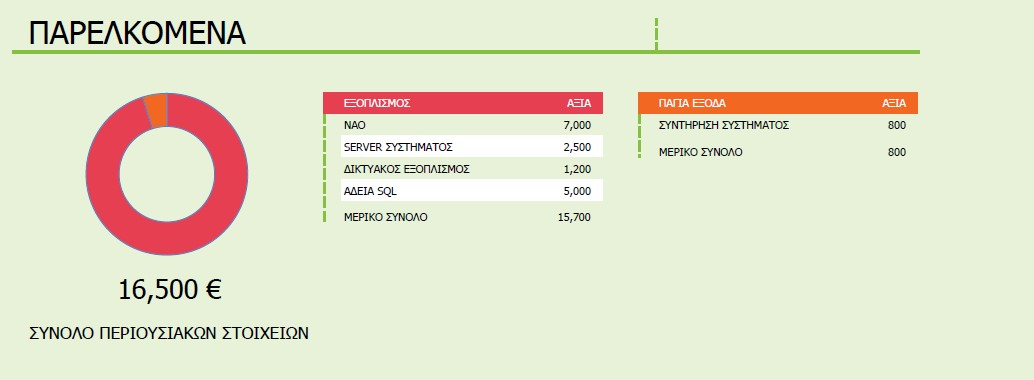 ΠΑΡΕΛΚΟΜΕΝΑ
ΕΞΟΠΛΙΣΜΟΣ ΑΞΙΑ
ΝΑΟ 7,000
SERVER ΣΥΣΤΗΜΑΤΟΣ 2,500
ΔΙΚΤΥΑΚΟΣ ΕΞΟΠΛΙΣΜΟΣ 1,200
ΑΔΕΙΑ SQL 5,000
ΜΕΡΙΚΟ ΣΥΝΟΛΟ 15,700
ΠΑΓΙΑ ΕΞΟΔΑ ΑΞΙΑ
ΣΥΝΤΗΡΗΣΗ ΣΥΣΤΗΜΑΤΟΣ 800
ΜΕΡΙΚΟ ΣΥΝΟΛΟ 800
16,500 €
ΣΥΝΟΛΟ ΠΕΡΙΟΥΣΙΑΚΩΝ ΣΤΟΙΧΕΙΩΝ